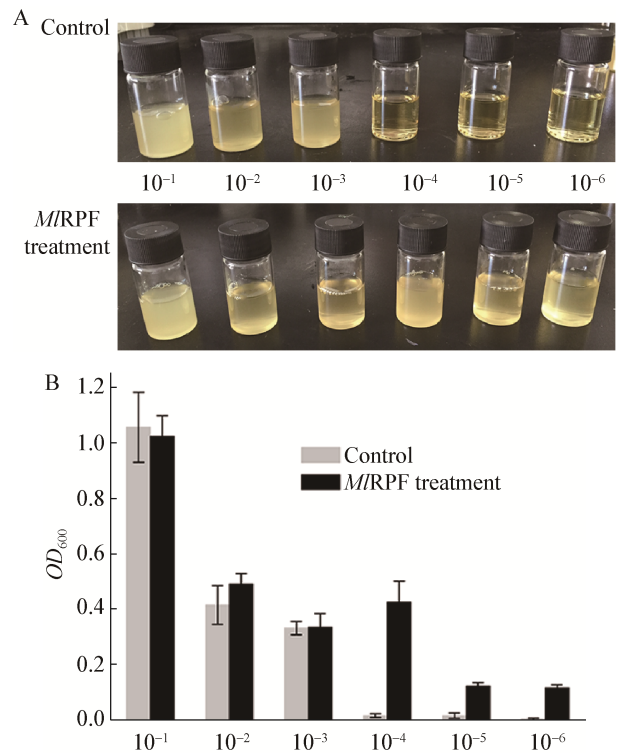 A
Control
10⁻¹ 10⁻² 10⁻³ 10⁻⁴ 10⁻⁵ 10⁻⁶
MlRPF
treatment
B
OD₆₀₀
1.2
1.0
0.8
0.6
0.4
0.2
0.0
Control
MlRPF treatment
10⁻¹ 10⁻² 10⁻³ 10⁻⁴ 10⁻⁵ 10⁻⁶